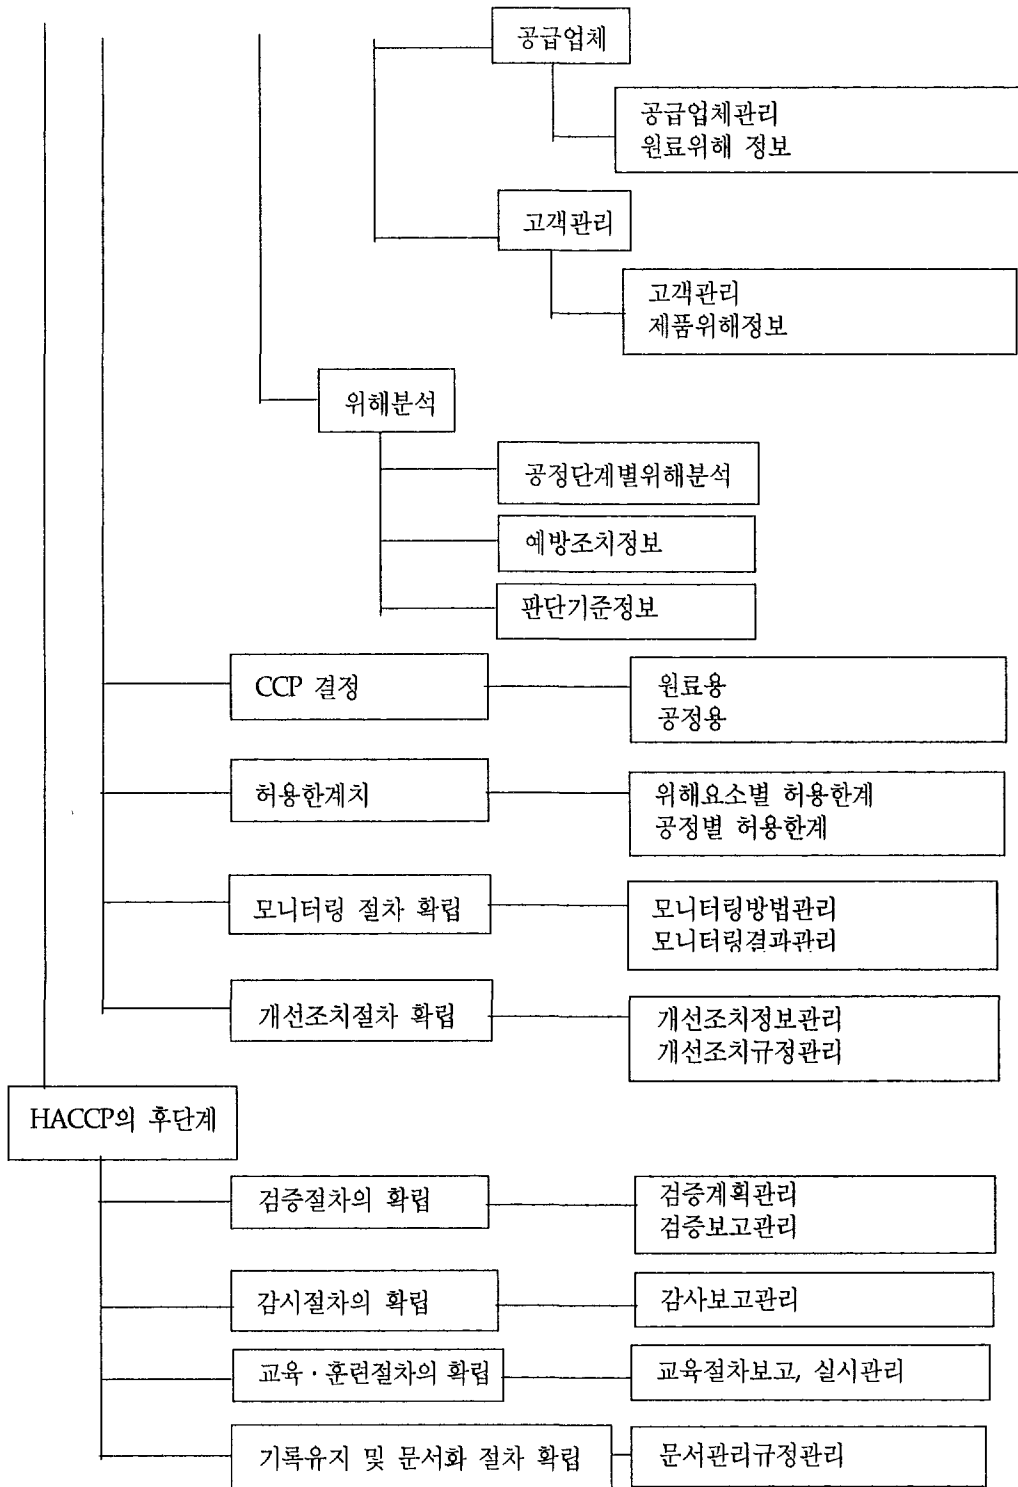 공급업체
공급업체관리
원료위해 정보
고객관리
고객관리
제품위해정보
위해분석
공정단계별위해분석
예방조치정보
판단기준정보
CCP 결정
원료용
공정용
허용한계치
위해요소별 허용한계
공정별 허용한계
모니터링 절차 확립
모니터링방법관리
모니터링결과관리
개선조치절차 확립
개선조치정보관리
개선조치규정관리
HACCP의 후단계
검증절차의 확립
검증계획관리
검증보고관리
감시절차의 확립
감사보고관리
교육·훈련절차의 확립
교육절차보고, 실시관리
기록유지 및 문서화 절차 확립
문서관리규정관리